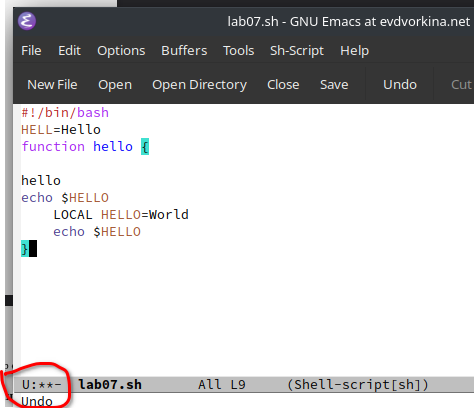 lab07.sh - GNU Emacs at evdvorkina.net
File Edit Options Buffers Tools Sh-Script Help
New File Open Open Directory Close Save Undo Cut
#!/bin/bash
HELL=Hello
function hello {
hello
echo $HELLO
    LOCAL HELLO=World
    echo $HELLO
}
U:**- lab07.sh All L9 (Shell-script[sh])
Undo